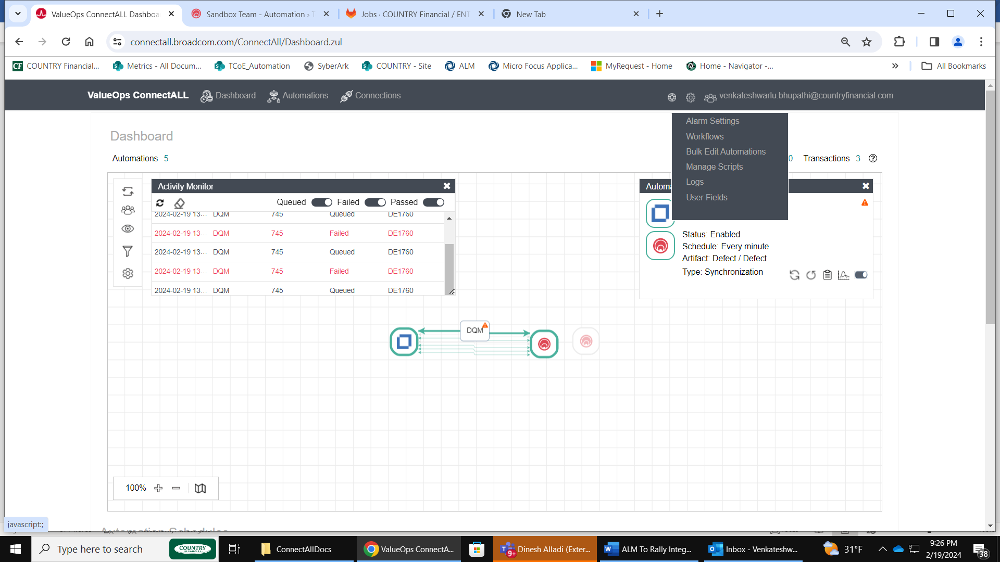 ValueOps ConnectALL Dashboa
Sandbox Team - Automation › T
Jobs · COUNTRY Financial / ENT
New Tab
connectall.broadcom.com/ConnectAll/Dashboard.zul
CF COUNTRY Financial...
Metrics - All Docum...
TCoE_Automation
SyberArk
COUNTRY - Site
ALM
Micro Focus Applica...
MyRequest - Home
Home - Navigator -...
All Bookmarks
ValueOps ConnectALL
Dashboard
Automations
Connections
venkateshwarlu.bhupathi@countryfinancial.com
Alarm Settings
Workflows
Bulk Edit Automations
Manage Scripts
Logs
User Fields
Dashboard
Automations 5
0 Transactions 3
Activity Monitor
Queued Failed Passed
2024-02-19 13... DQM 745 Queued DE1760
2024-02-19 13... DQM 745 Failed DE1760
2024-02-19 13... DQM 745 Queued DE1760
2024-02-19 13... DQM 745 Failed DE1760
2024-02-19 13... DQM 745 Queued DE1760
Automa
Status: Enabled
Schedule: Every minute
Artifact: Defect / Defect
Type: Synchronization
DQM
100%
javascript:;
Automation Schedules
Type here to search
COUNTRY
FINANCIAL
ConnectAllDocs
ValueOps ConnectA...
9+
Dinesh Alladi (Exter...
ALM To Rally Integ...
Inbox - Venkateshw...
31°F
9:26 PM
2/19/2024
38